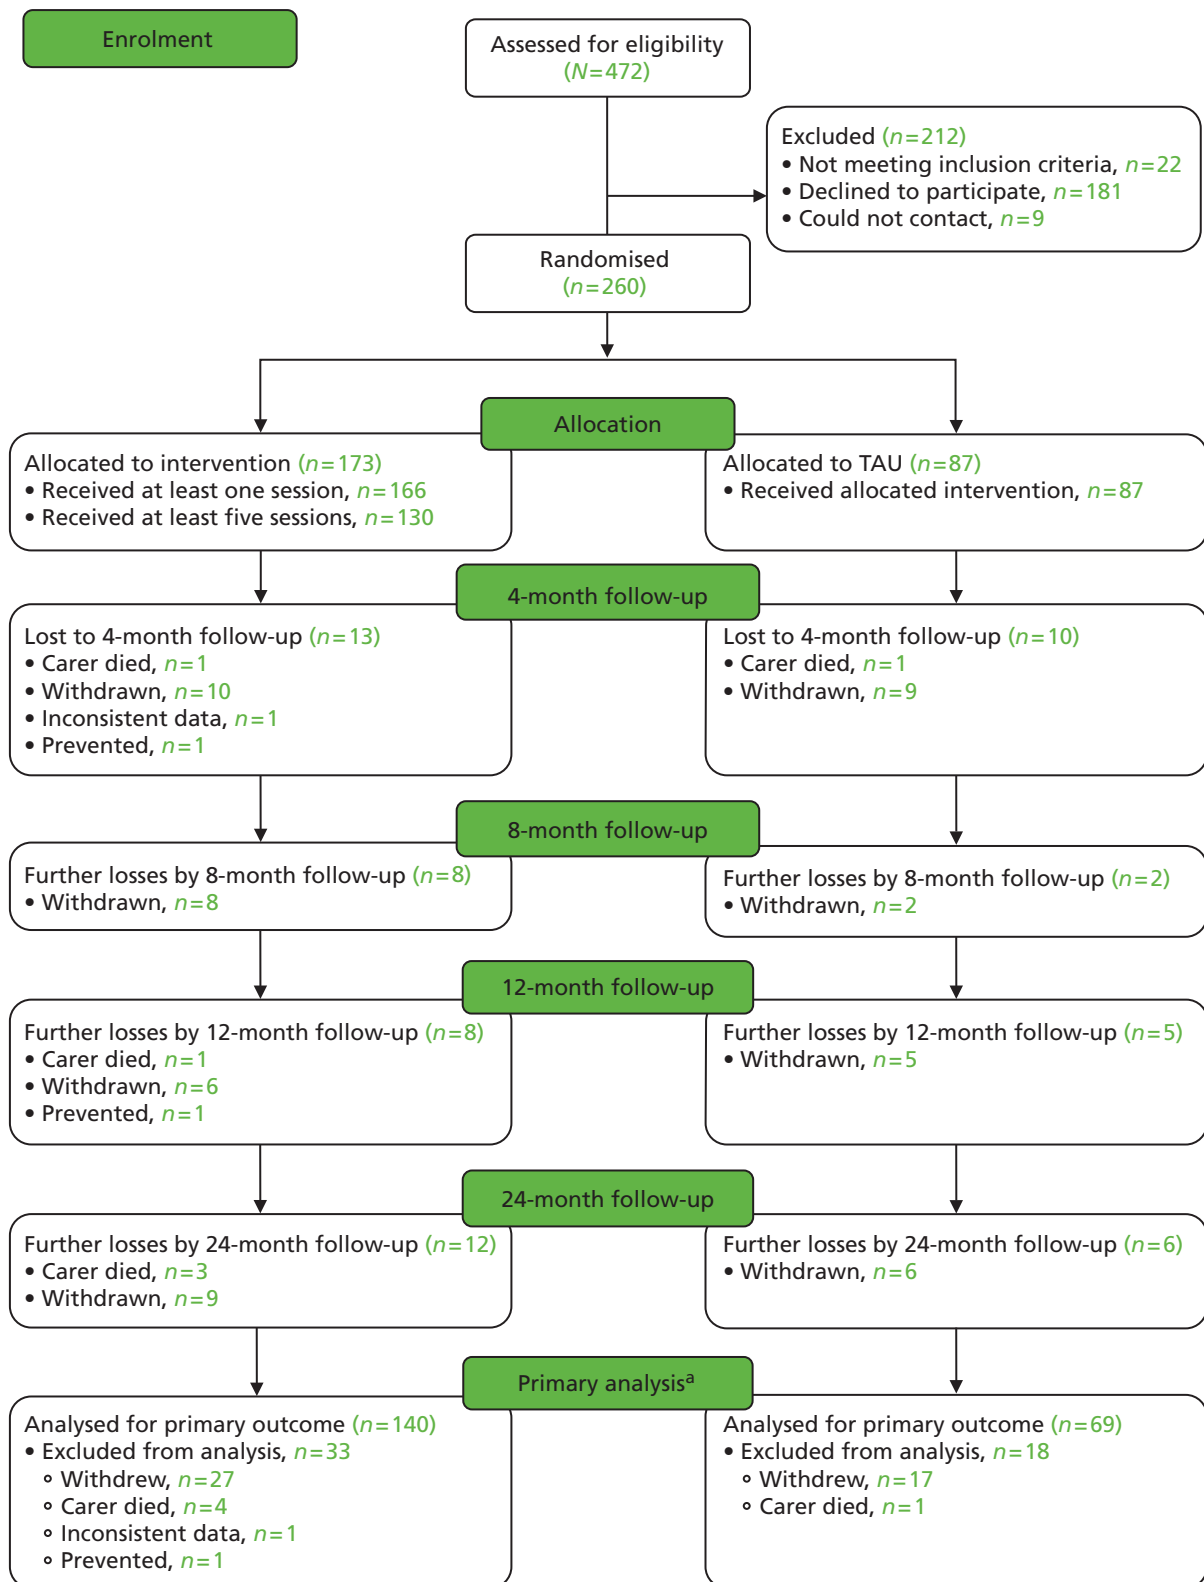 Enrolment
Assessed for eligibility
(N=472)
Excluded (n=212)
• Not meeting inclusion criteria, n=22
• Declined to participate, n=181
• Could not contact, n=9
Randomised
(n=260)
Allocation
Allocated to intervention (n=173)
• Received at least one session, n=166
• Received at least five sessions, n=130
Allocated to TAU (n=87)
• Received allocated intervention, n=87
4-month follow-up
Lost to 4-month follow-up (n=13)
• Carer died, n=1
• Withdrawn, n=10
• Inconsistent data, n=1
• Prevented, n=1
Lost to 4-month follow-up (n=10)
• Carer died, n=1
• Withdrawn, n=9
8-month follow-up
Further losses by 8-month follow-up (n=8)
• Withdrawn, n=8
Further losses by 8-month follow-up (n=2)
• Withdrawn, n=2
12-month follow-up
Further losses by 12-month follow-up (n=8)
• Carer died, n=1
• Withdrawn, n=6
• Prevented, n=1
Further losses by 12-month follow-up (n=5)
• Withdrawn, n=5
24-month follow-up
Further losses by 24-month follow-up (n=12)
• Carer died, n=3
• Withdrawn, n=9
Further losses by 24-month follow-up (n=6)
• Withdrawn, n=6
Primary analysisᵃ
Analysed for primary outcome (n=140)
• Excluded from analysis, n=33
∘ Withdrew, n=27
∘ Carer died, n=4
∘ Inconsistent data, n=1
∘ Prevented, n=1
Analysed for primary outcome (n=69)
• Excluded from analysis, n=18
∘ Withdrew, n=17
∘ Carer died, n=1